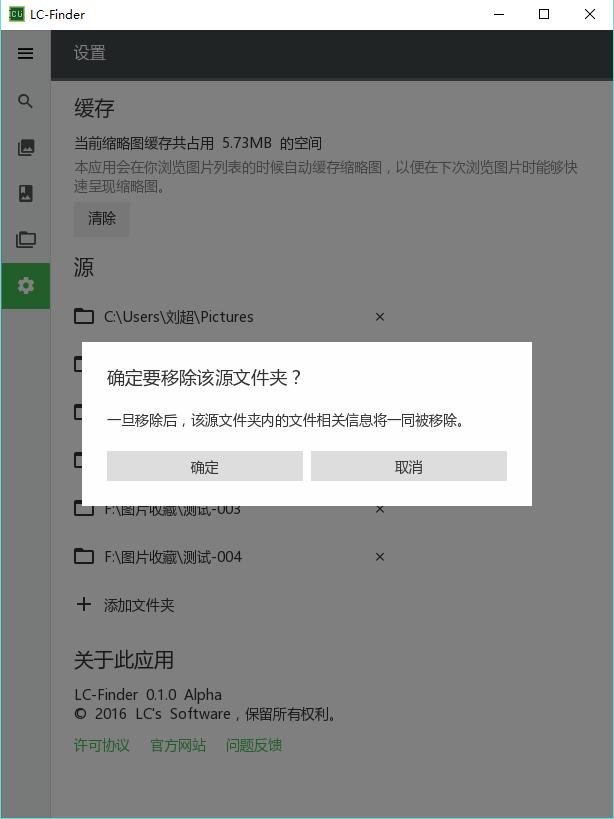 LC-Finder
设置
缓存
当前缩略图缓存共占用 5.73MB 的空间
本应用会在你浏览图片列表的时候自动缓存缩略图，以便在下次浏览图片时能够快
速呈现缩略图。
清除
源
C:\Users\刘超\Pictures
确定要移除该源文件夹？
一旦移除后，该源文件夹内的文件相关信息将一同被移除。
确定
取消
F:\图片收藏\测试-003
F:\图片收藏\测试-004
添加文件夹
关于此应用
LC-Finder 0.1.0 Alpha
© 2016 LC's Software，保留所有权利。
许可协议 官方网站 问题反馈